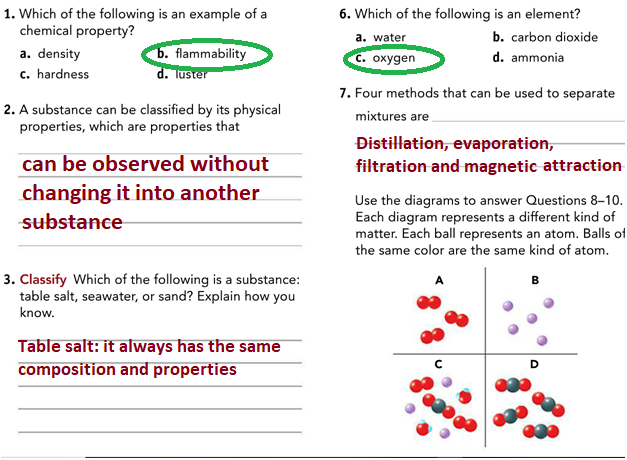 1. Which of the following is an example of a
chemical property?
a. density
b. flammability
c. hardness
d. luster
2. A substance can be classified by its physical
properties, which are properties that
can be observed without
changing it into another
substance
3. Classify Which of the following is a substance:
table salt, seawater, or sand? Explain how you
know.
Table salt: it always has the same
composition and properties
6. Which of the following is an element?
a. water
b. carbon dioxide
c. oxygen
d. ammonia
7. Four methods that can be used to separate
mixtures are
Distillation, evaporation,
filtration and magnetic attraction
Use the diagrams to answer Questions 8–10.
Each diagram represents a different kind of
matter. Each ball represents an atom. Balls of
the same color are the same kind of atom.
A
B
C
D